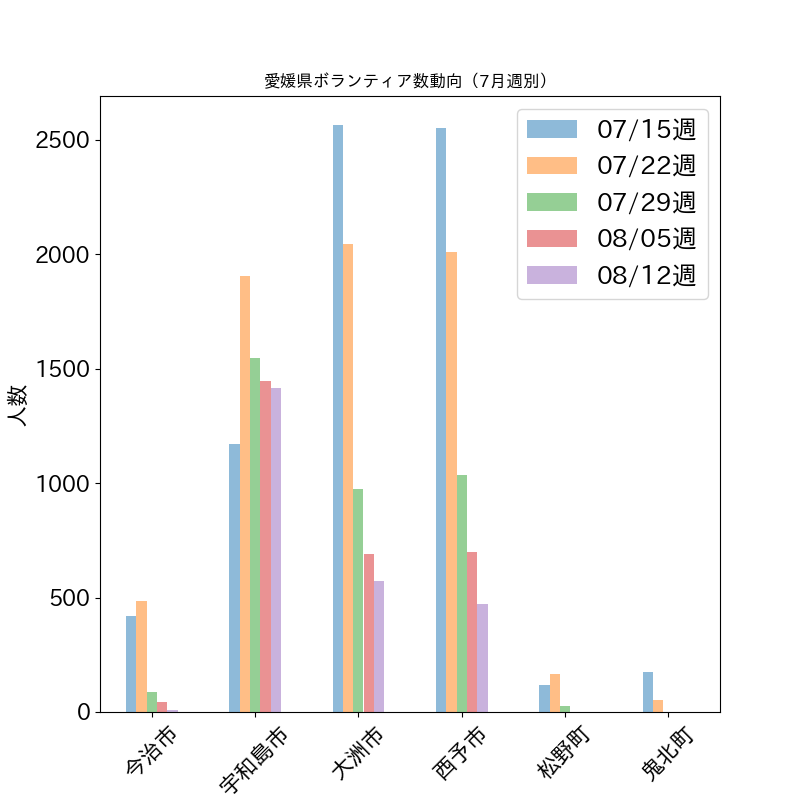 愛媛県ボランティア数動向（7月週別）
07/15週
07/22週
07/29週
08/05週
08/12週
人数
2500
2000
1500
1000
500
0
今治市
宇和島市
大洲市
西予市
松野町
鬼北町